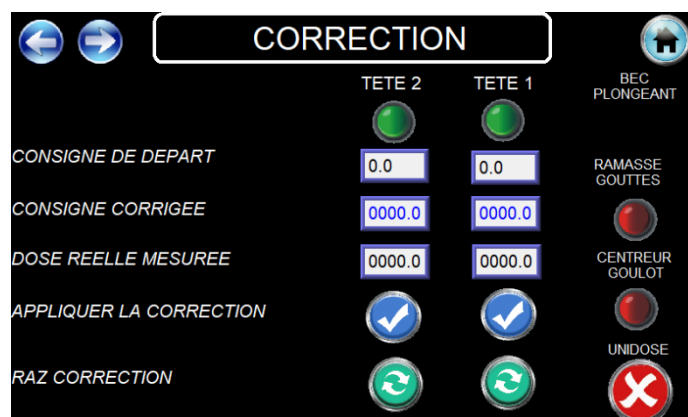 CORRECTION
TETE 2
TETE 1
BEC
PLONGEANT
CONSIGNE DE DEPART
0.0
0.0
RAMASSE
GOUTTES
CONSIGNE CORRIGEE
0000.0
0000.0
DOSE REELLE MESUREE
0000.0
0000.0
CENTREUR
GOULOT
APPLIQUER LA CORRECTION
UNIDOSE
RAZ CORRECTION